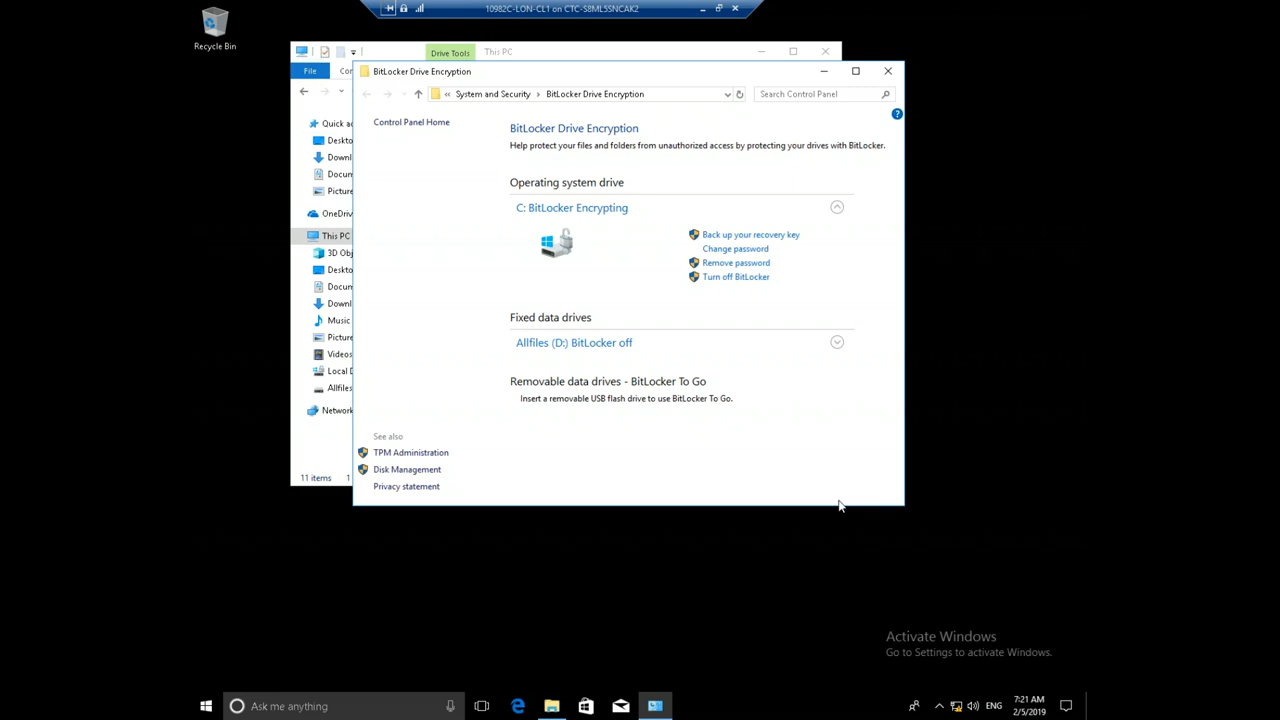 10982C-LON-CL1 on CTC-S8ML5SNCAK2
Recycle Bin
Drive Tools
This PC
File
Co
BitLocker Drive Encryption
« System and Security › BitLocker Drive Encryption
Search Control Panel
Quick ac
Deskto
Downl
Docum
Picture
OneDriv
This PC
3D Obj
Deskto
Docum
Downl
Music
Picture
Videos
Local D
Allfiles
Network
11 items
1
Control Panel Home
BitLocker Drive Encryption
Help protect your files and folders from unauthorized access by protecting your drives with BitLocker.
Operating system drive
C: BitLocker Encrypting
Back up your recovery key
Change password
Remove password
Turn off BitLocker
Fixed data drives
Allfiles (D:) BitLocker off
Removable data drives - BitLocker To Go
Insert a removable USB flash drive to use BitLocker To Go.
See also
TPM Administration
Disk Management
Privacy statement
Activate Windows
Go to Settings to activate Windows.
Ask me anything
ENG
7:21 AM
2/5/2019